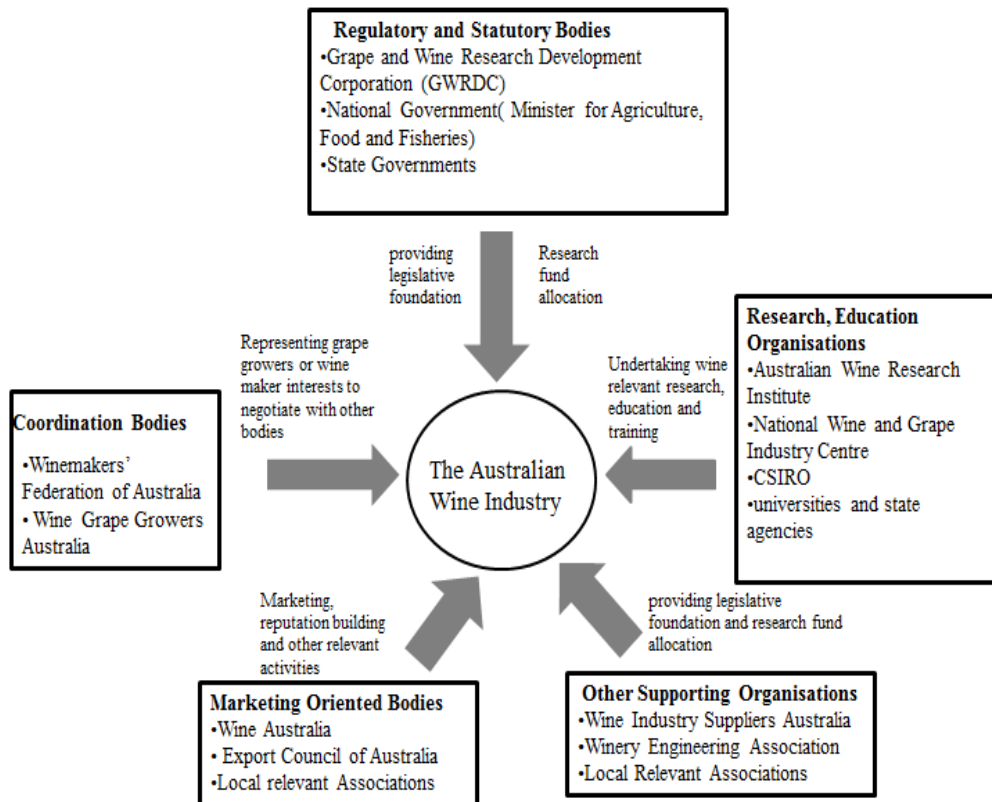 Regulatory and Statutory Bodies
•Grape and Wine Research Development
Corporation (GWRDC)
•National Government( Minister for Agriculture,
Food and Fisheries)
•State Governments
providing
legislative
foundation
Research
fund
allocation
Representing grape
growers or wine
maker interests to
negotiate with other
bodies
Undertaking wine
relevant research,
education and
training
Research, Education
Organisations
•Australian Wine Research
Institute
•National Wine and Grape
Industry Centre
•CSIRO
•universities and state
agencies
Coordination Bodies
•Winemakers’
Federation of Australia
• Wine Grape Growers
Australia
The Australian
Wine Industry
Marketing,
reputation building
and other relevant
activities
providing legislative
foundation and research fund
allocation
Marketing Oriented Bodies
•Wine Australia
• Export Council of Australia
•Local relevant Associations
Other Supporting Organisations
•Wine Industry Suppliers Australia
•Winery Engineering Association
•Local Relevant Associations